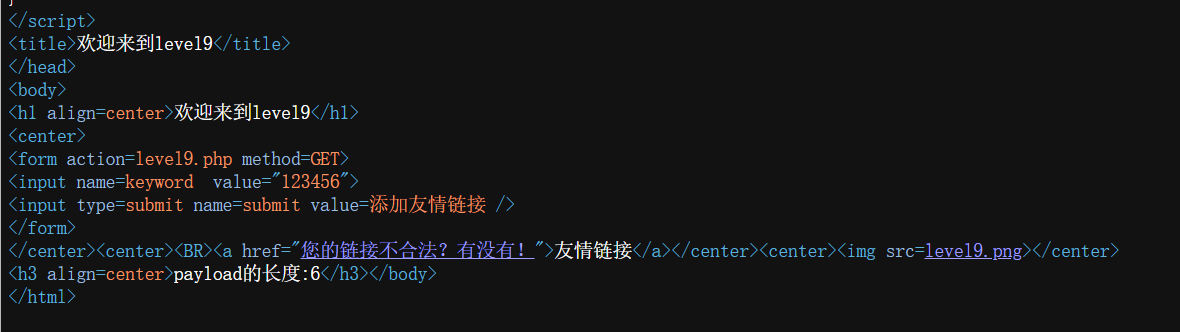 }
</script>
<title>欢迎来到level9</title>
</head>
<body>
<h1 align=center>欢迎来到level9</h1>
<center>
<form action=level9.php method=GET>
<input name=keyword  value="123456">
<input type=submit name=submit value=添加友情链接 />
</form>
</center><center><BR><a href="您的链接不合法？有没有！">友情链接</a></center><center><img src=level9.png></center>
<h3 align=center>payload的长度:6</h3></body>
</html>